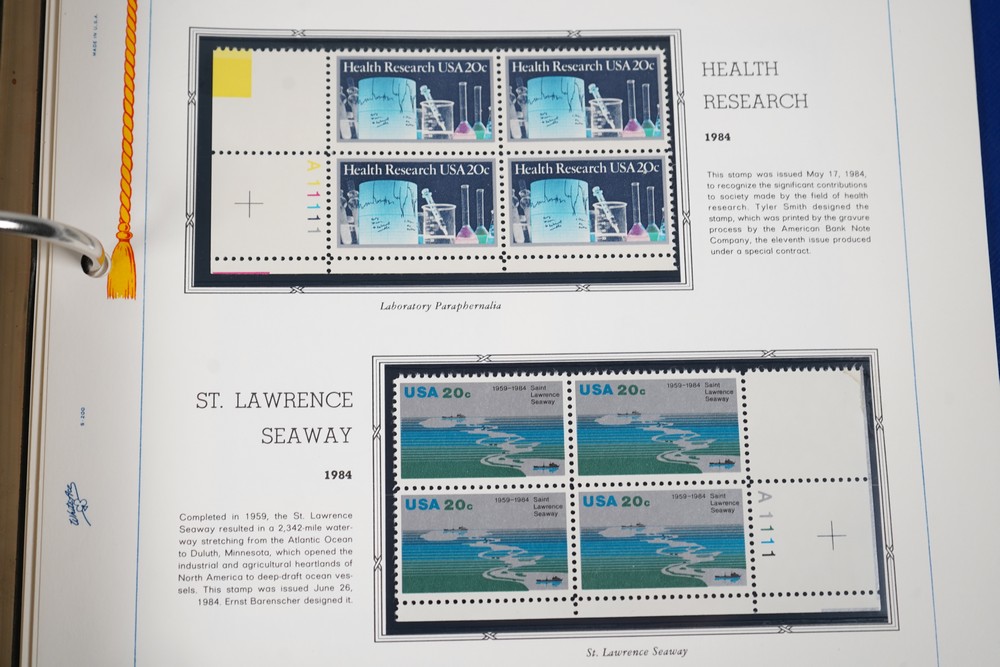 MADE IN U.S.A.
Health Research USA 20c
Health Research USA 20c
Health Research USA 20c
Health Research USA 20c
A11111
HEALTH
RESEARCH
1984
This stamp was issued May 17, 1984,
to recognize the significant contributions
to society made by the field of health
research. Tyler Smith designed the
stamp, which was printed by the gravure
process by the American Bank Note
Company, the eleventh issue produced
under a special contract.
Laboratory Paraphernalia
ST. LAWRENCE
SEAWAY
1984
Completed in 1959, the St. Lawrence
Seaway resulted in a 2,342-mile water-
way stretching from the Atlantic Ocean
to Duluth, Minnesota, which opened the
industrial and agricultural heartlands of
North America to deep-draft ocean ves-
sels. This stamp was issued June 26,
1984. Ernst Barenscher designed it.
USA 20c
1959-1984 Saint
Lawrence
Seaway
USA 20c
1959-1984 Saint
Lawrence
Seaway
USA 20c
1959-1984 Saint
Lawrence
Seaway
USA 20c
1959-1984 Saint
Lawrence
Seaway
A1111
St. Lawrence Seaway